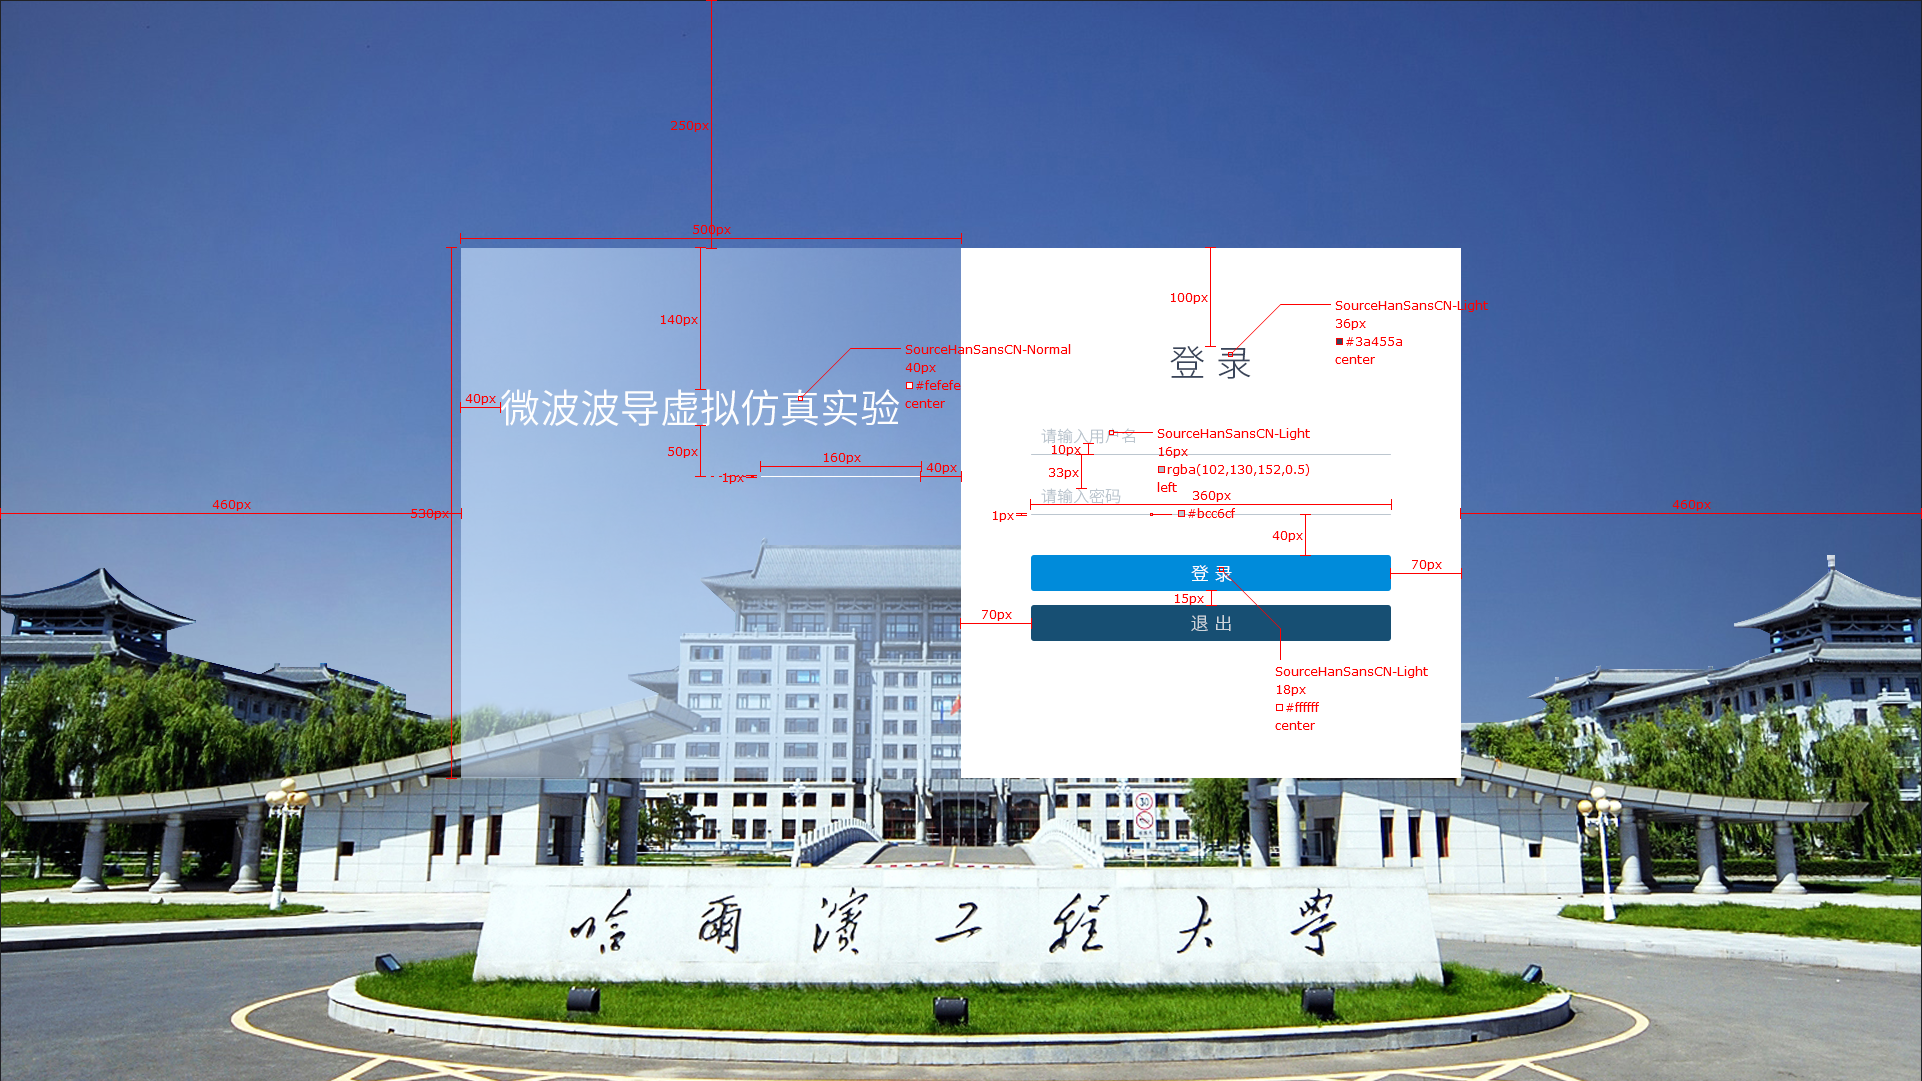 250px
500px
140px
100px
SourceHanSansCN-Light
36px
#3a455a
center
登 录
SourceHanSansCN-Normal
40px
#fefefe
center
40px
微波波导虚拟仿真实验
50px
160px
40px
1px
请输入用户名
SourceHanSansCN-Light
16px
rgba(102,130,152,0.5)
left
10px
33px
请输入密码
360px
1px
#bcc6cf
460px
530px
460px
40px
登 录
70px
15px
70px
退 出
SourceHanSansCN-Light
18px
#ffffff
center
30
哈爾濱工程大學